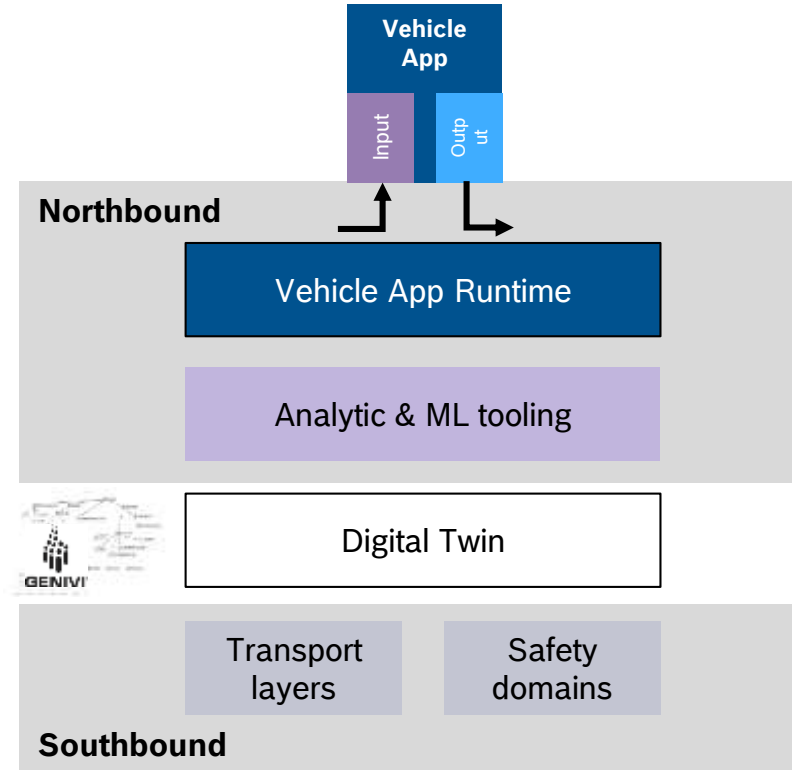 Vehicle
App
Input
Outp
ut
Northbound
Vehicle App Runtime
Analytic & ML tooling
Digital Twin
GENIVI
Transport
layers
Safety
domains
Southbound